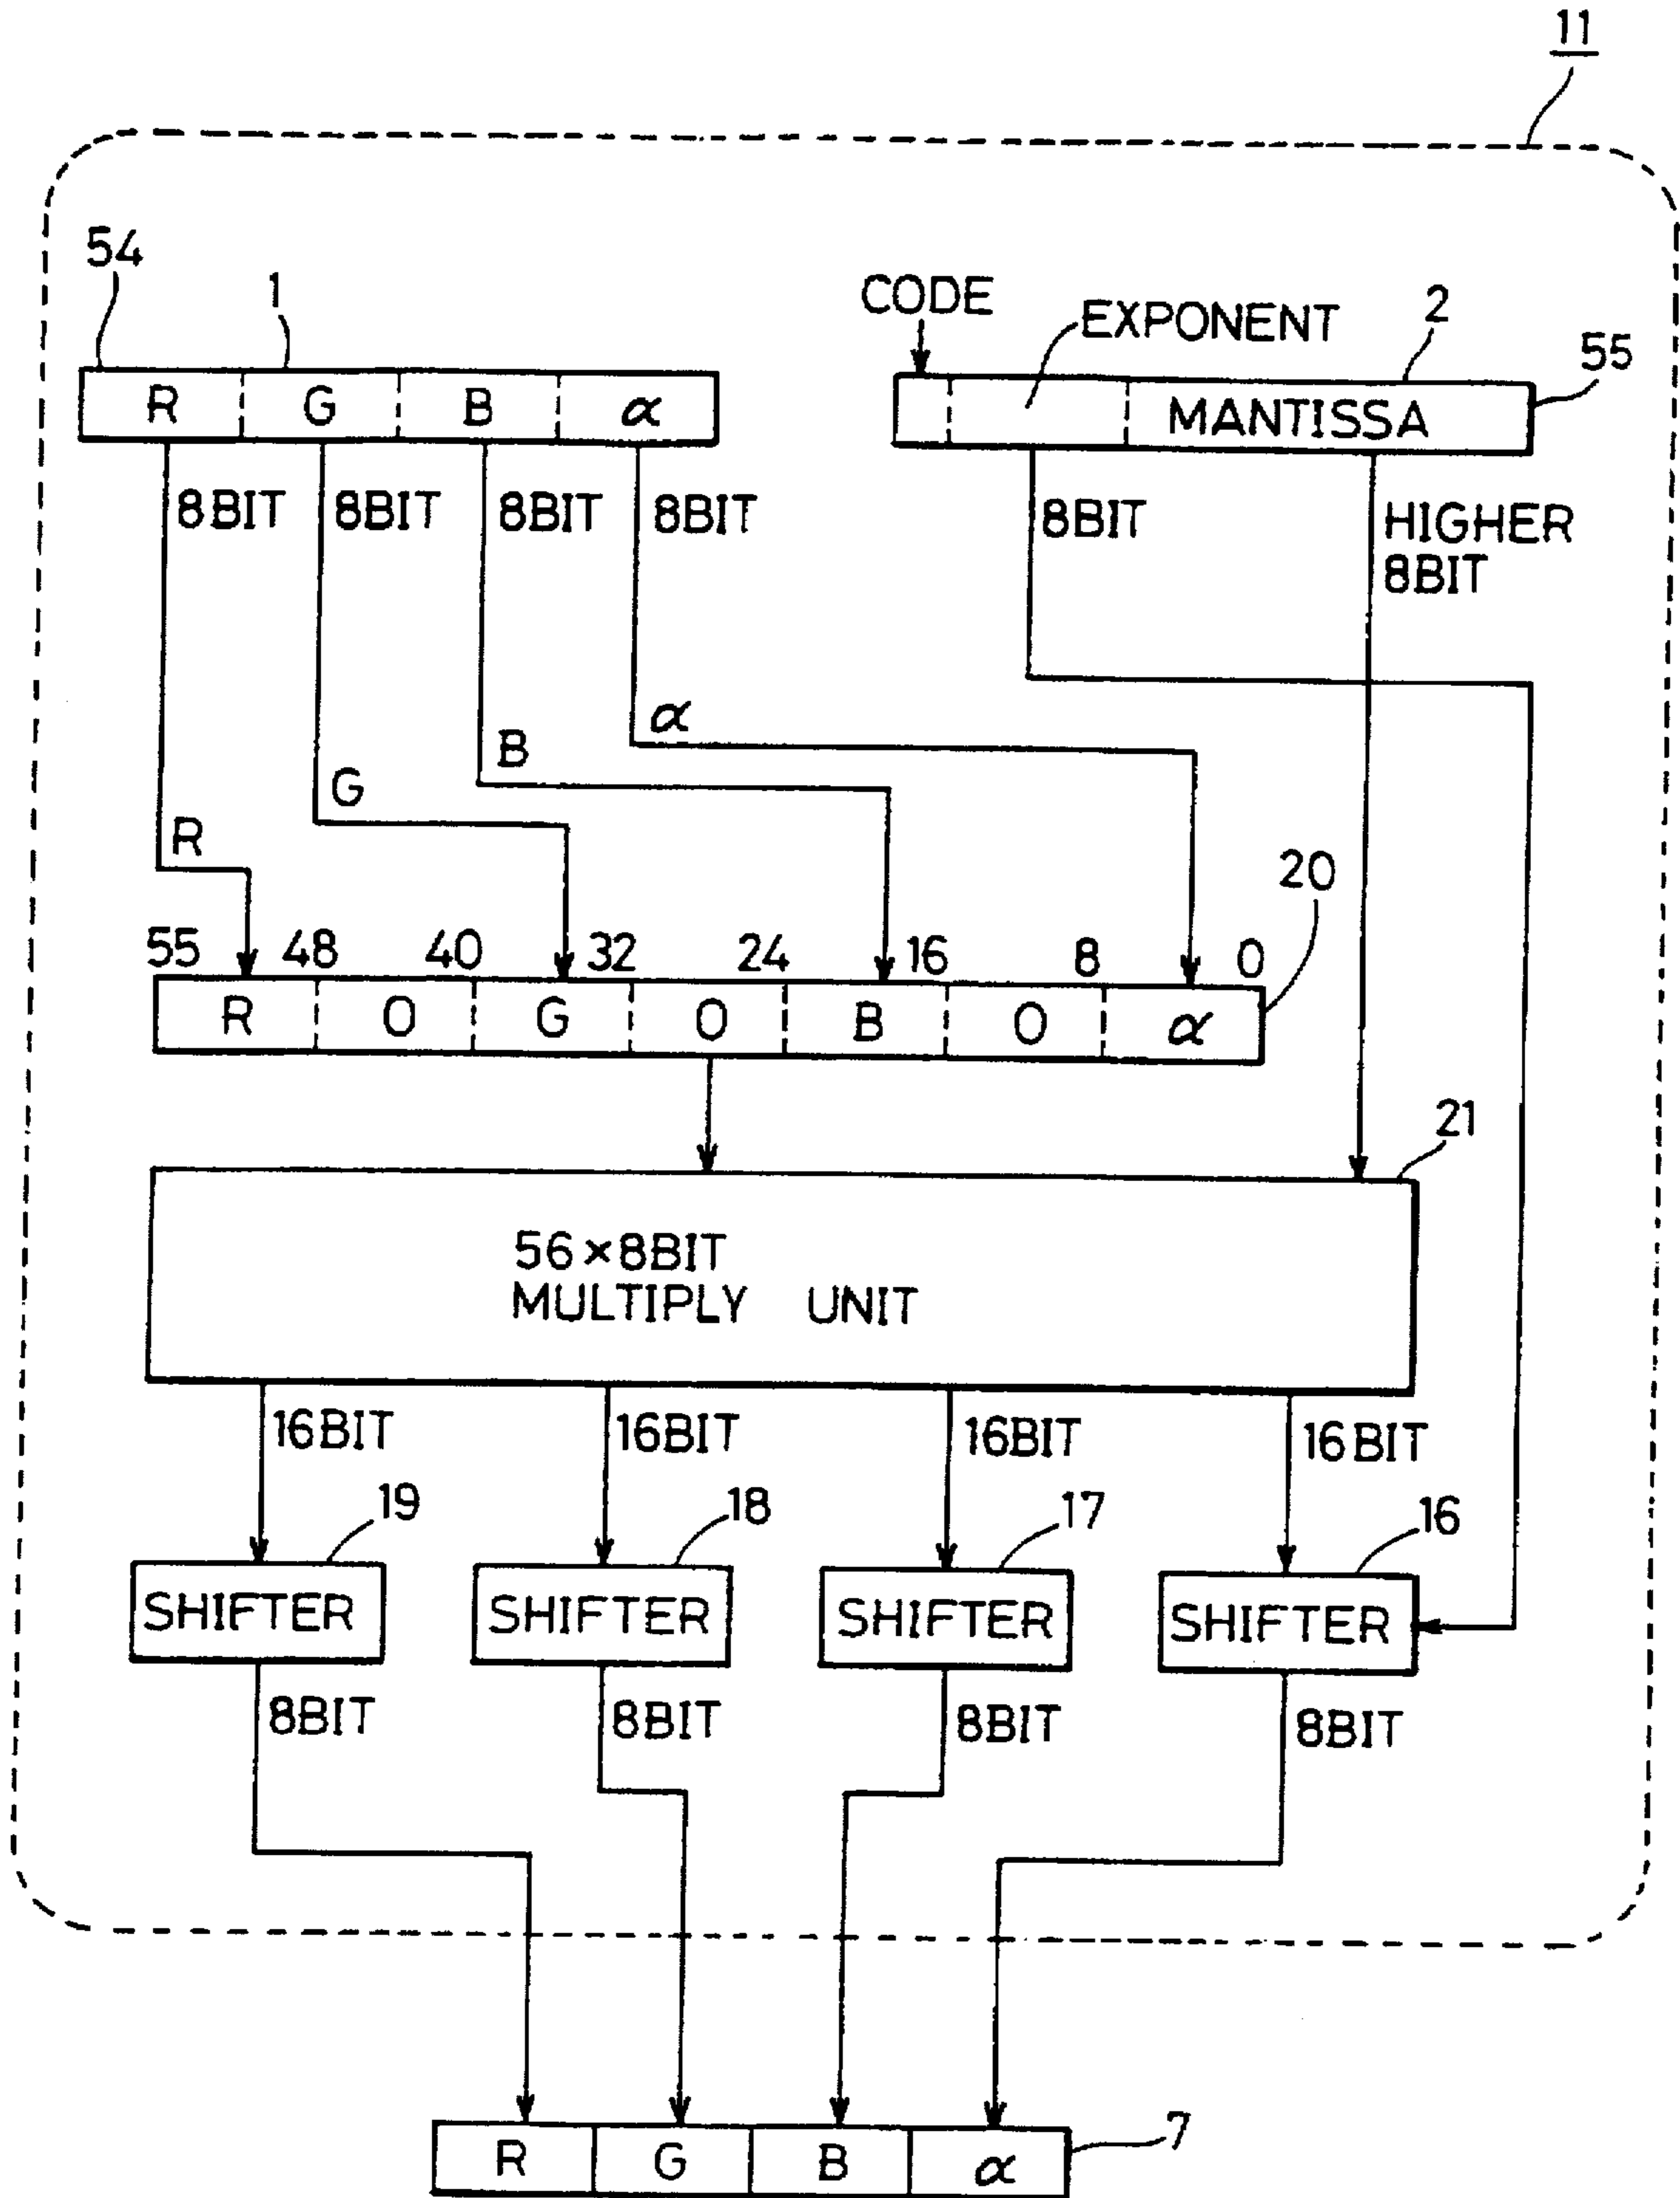 11
54
1
CODE
EXPONENT
2
55
R G B α
MANTISSA
8BIT 8BIT 8BIT 8BIT
8BIT
HIGHER
8BIT
α
B
G
R
20
55 48 40 32 24 16 8 0
R 0 G 0 B 0 α
21
56×8BIT
MULTIPLY UNIT
16BIT 16BIT 16BIT 16BIT
19 18 17 16
SHIFTER SHIFTER SHIFTER SHIFTER
8BIT 8BIT 8BIT 8BIT
7
R G B α